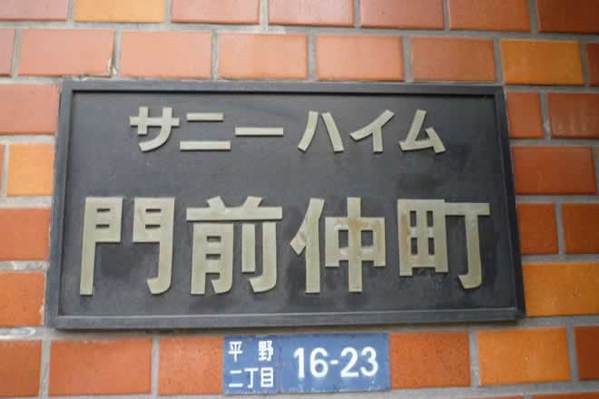 サニーハイム
門前仲町
平野
二丁目
16-23